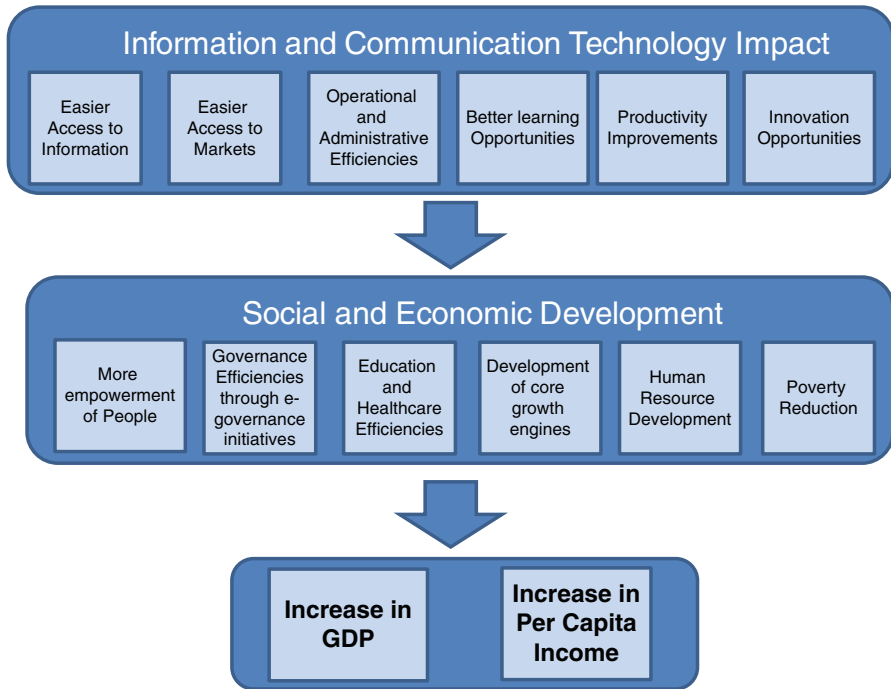 Information and Communication Technology Impact
Easier
Access to
Information
Easier
Access to
Markets
Operational
and
Administrative
Efficiencies
Better learning
Opportunities
Productivity
Improvements
Innovation
Opportunities
Social and Economic Development
More
empowerment
of People
Governance
Efficiencies
through e-
governance
initiatives
Education
and
Healthcare
Efficiencies
Development
of core
growth
engines
Human
Resource
Development
Poverty
Reduction
Increase in
GDP
Increase in
Per Capita
Income